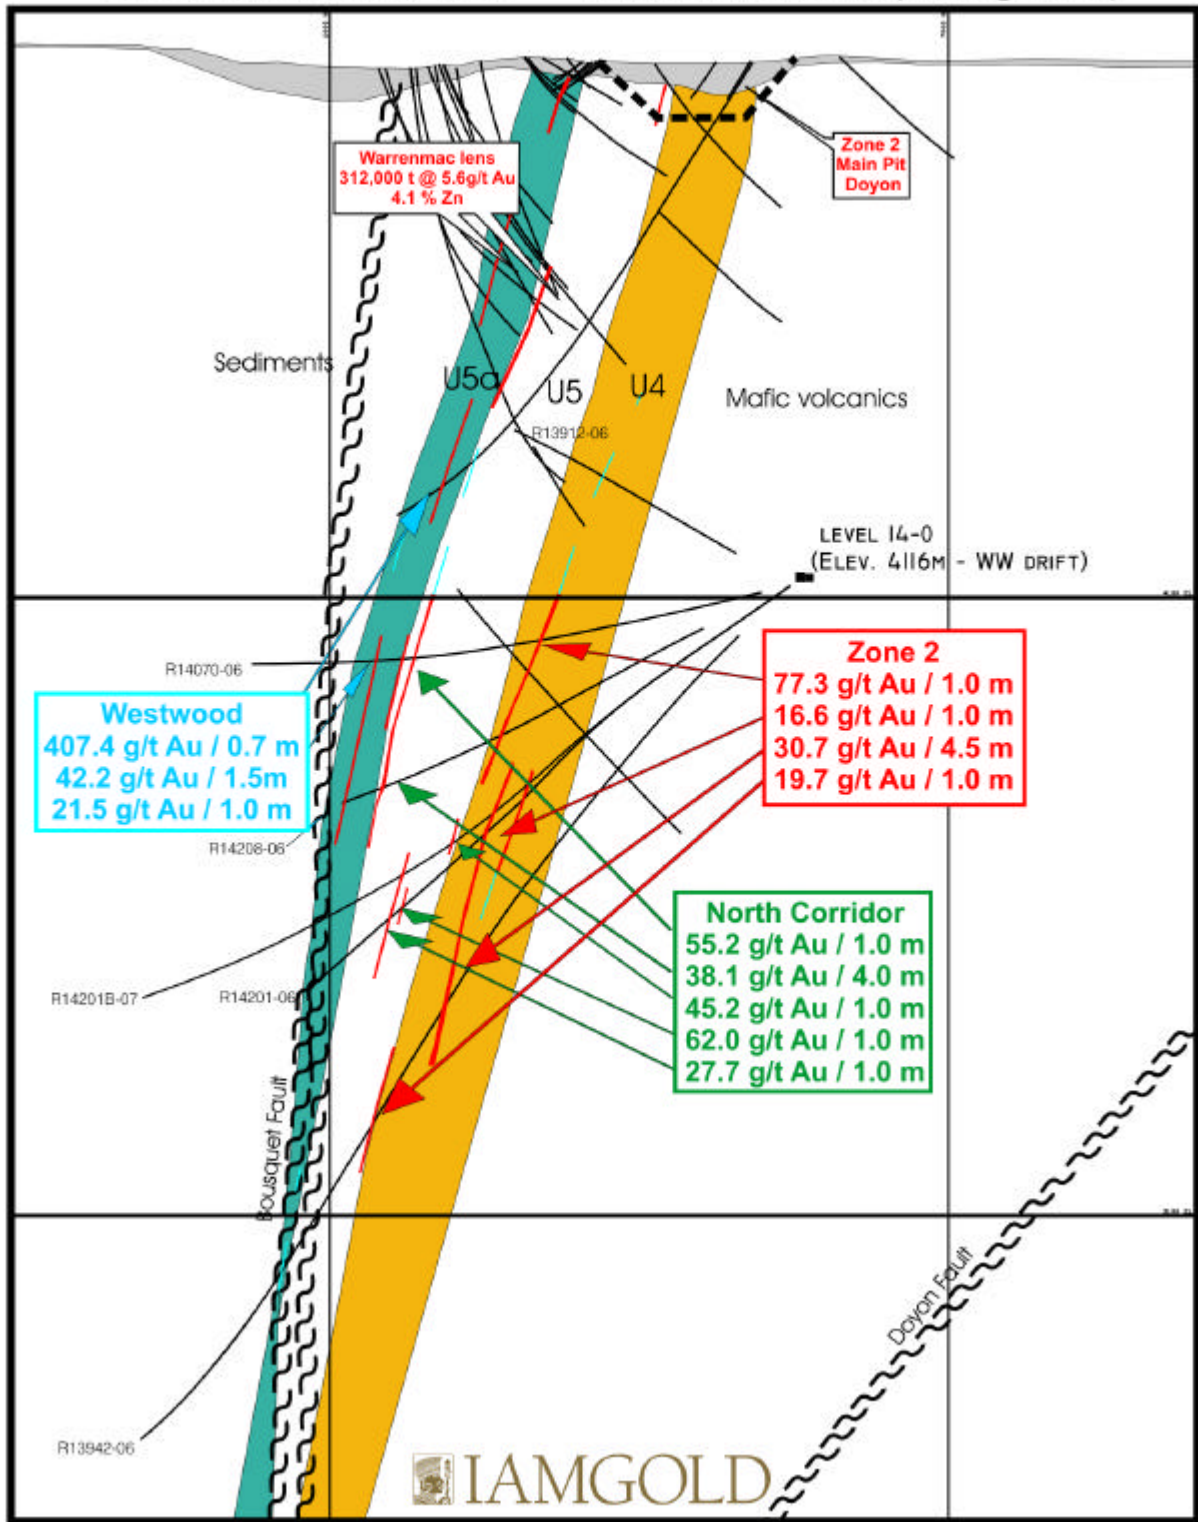 Warrenmac lens
312,000 t @ 5.6g/t Au
4.1 % Zn
Zone 2
Main Pit
Doyon
Sediments
U5a
U5
U4
Mafic volcanics
R13912-06
LEVEL 14-0
(ELEV. 4116M - WW DRIFT)
R14070-06
Westwood
407.4 g/t Au / 0.7 m
42.2 g/t Au / 1.5m
21.5 g/t Au / 1.0 m
Zone 2
77.3 g/t Au / 1.0 m
16.6 g/t Au / 1.0 m
30.7 g/t Au / 4.5 m
19.7 g/t Au / 1.0 m
R14208-06
North Corridor
55.2 g/t Au / 1.0 m
38.1 g/t Au / 4.0 m
45.2 g/t Au / 1.0 m
62.0 g/t Au / 1.0 m
27.7 g/t Au / 1.0 m
R14201B-07
R14201-06
Bousquet Fault
Doyon Fault
R13942-06
IAMGOLD